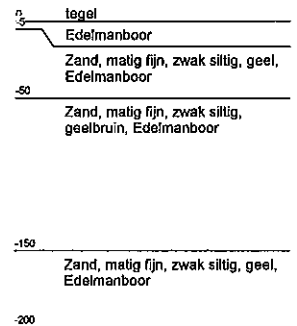 0 tegel
-5 Edelmanboor
Zand, matig fijn, zwak siltig, geel,
Edelmanboor
-50
Zand, matig fijn, zwak siltig,
geelbruin, Edelmanboor
-150
Zand, matig fijn, zwak siltig, geel,
Edelmanboor
-200